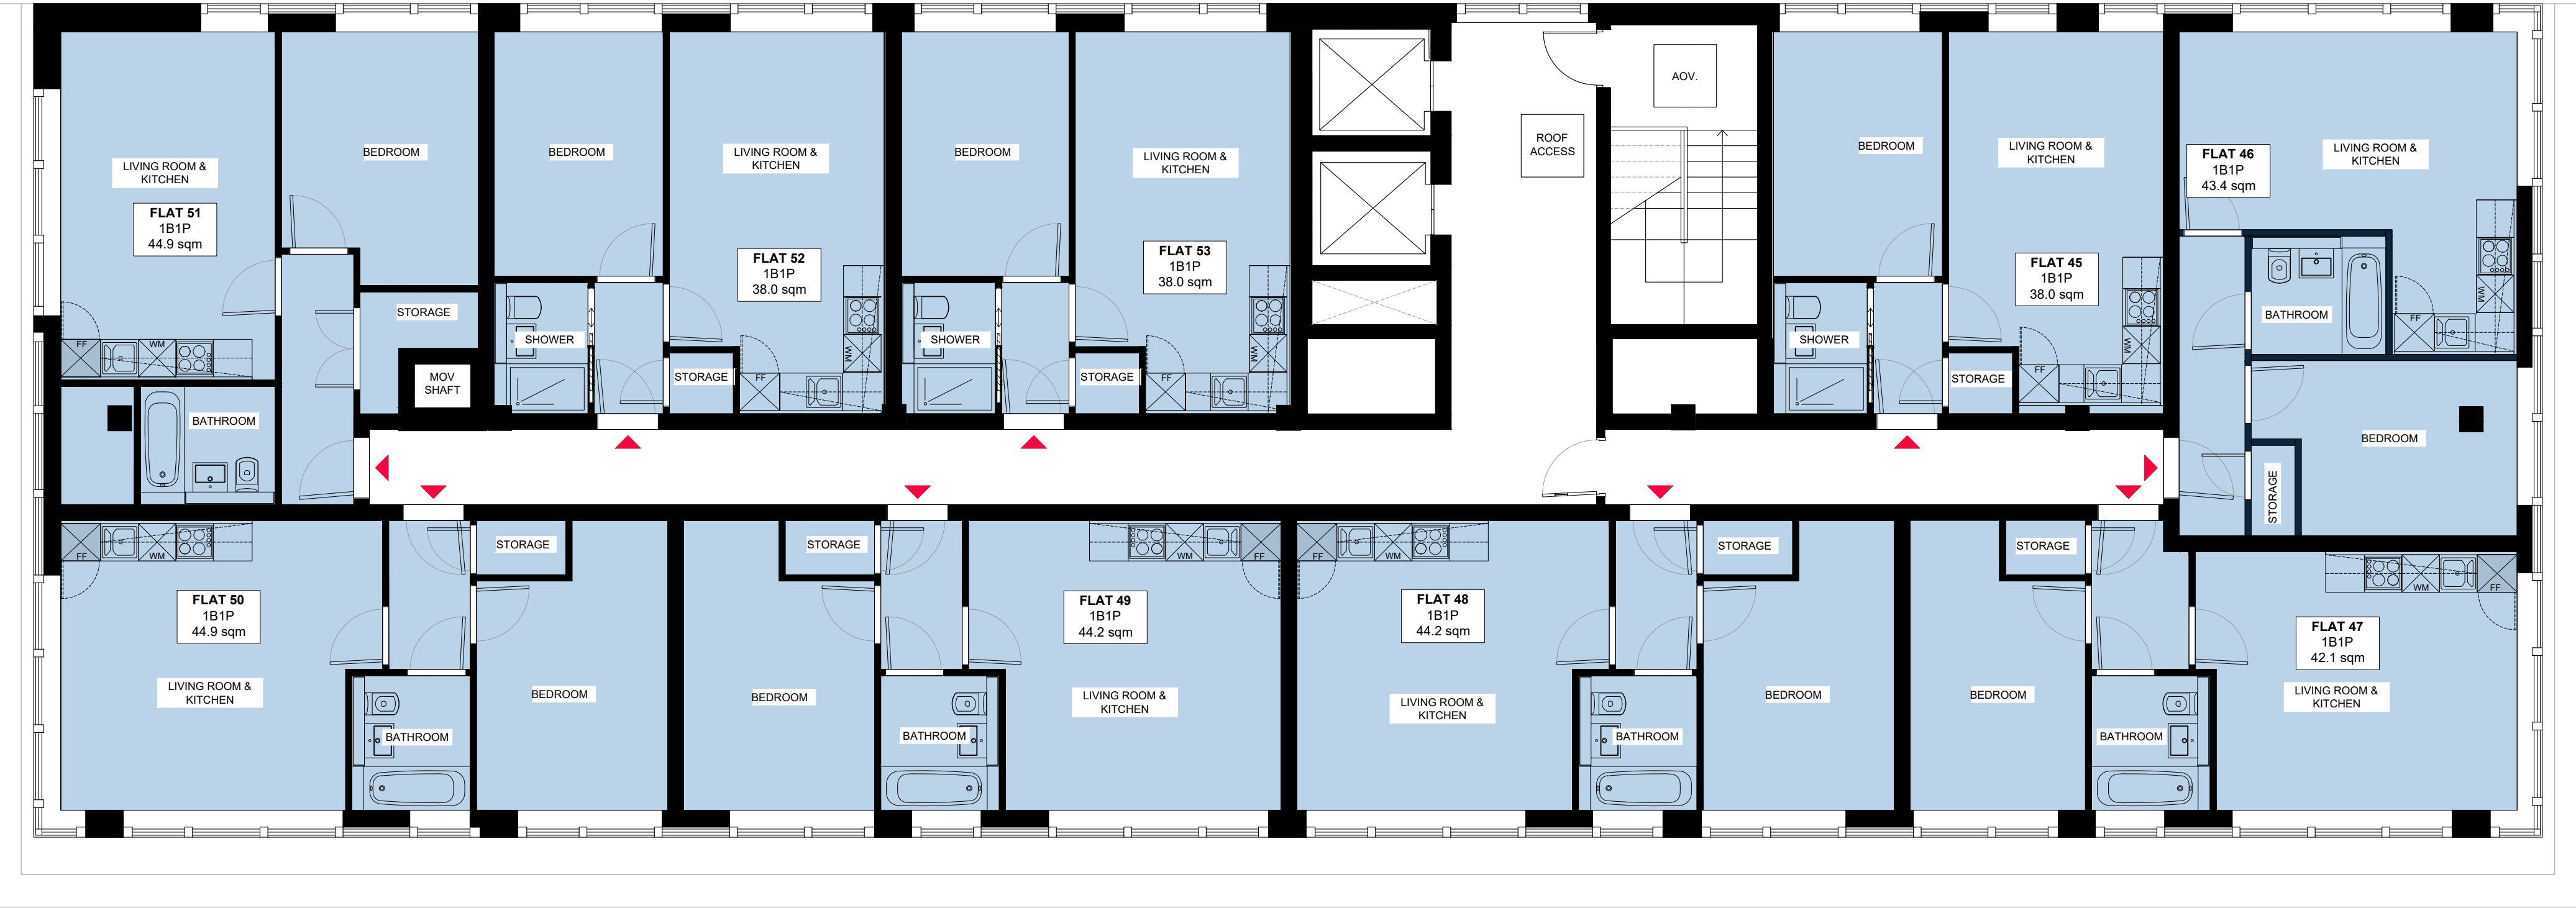 LIVING ROOM &
KITCHEN
FLAT 51
1B1P
44.9 sqm
FF
WM
BEDROOM
STORAGE
MOV
SHAFT
BATHROOM
BEDROOM
SHOWER
LIVING ROOM &
KITCHEN
FLAT 52
1B1P
38.0 sqm
STORAGE
FF
WM
BEDROOM
SHOWER
LIVING ROOM &
KITCHEN
FLAT 53
1B1P
38.0 sqm
STORAGE
FF
WM
ROOF
ACCESS
AOV.
BEDROOM
SHOWER
LIVING ROOM &
KITCHEN
FLAT 45
1B1P
38.0 sqm
STORAGE
FF
WM
FLAT 46
1B1P
43.4 sqm
LIVING ROOM &
KITCHEN
WM
FF
BATHROOM
BEDROOM
STORAGE
FF
WM
FLAT 50
1B1P
44.9 sqm
LIVING ROOM &
KITCHEN
STORAGE
BATHROOM
BEDROOM
STORAGE
BEDROOM
BATHROOM
WM
FF
FLAT 49
1B1P
44.2 sqm
LIVING ROOM &
KITCHEN
FF
WM
FLAT 48
1B1P
44.2 sqm
LIVING ROOM &
KITCHEN
STORAGE
BATHROOM
BEDROOM
STORAGE
BEDROOM
BATHROOM
WM
FF
FLAT 47
1B1P
42.1 sqm
LIVING ROOM &
KITCHEN